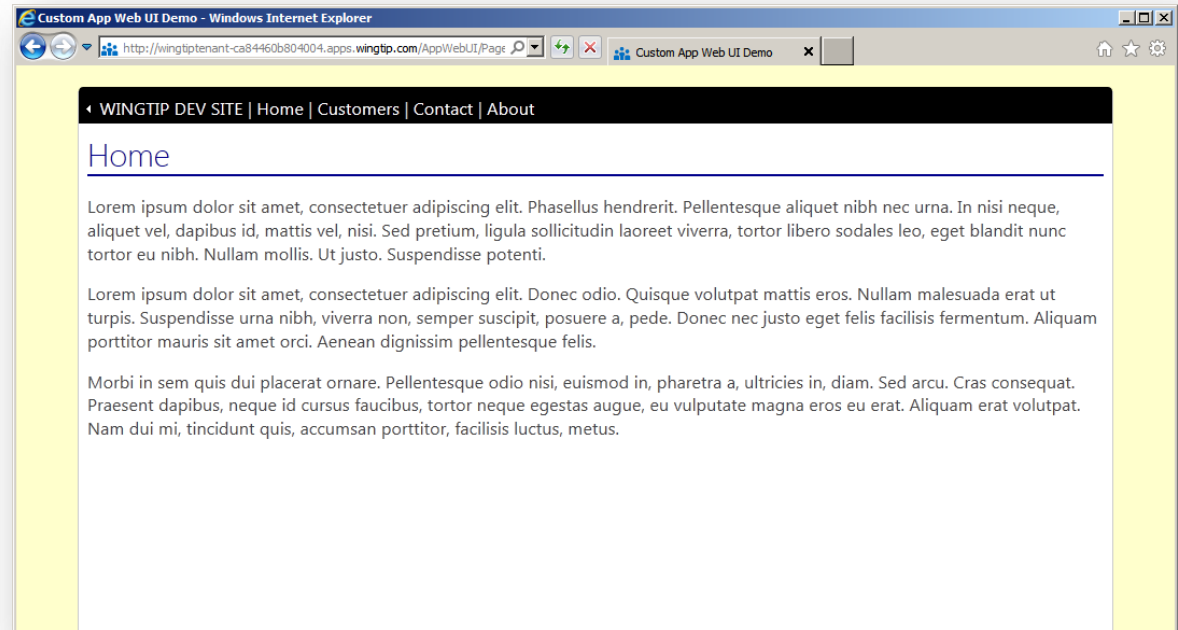 Custom App Web UI Demo - Windows Internet Explorer
http://wingtiptenant-ca84460b804004.apps.wingtip.com/AppWebUI/Page
Custom App Web UI Demo
WINGTIP DEV SITE | Home | Customers | Contact | About
Home
Lorem ipsum dolor sit amet, consectetuer adipiscing elit. Phasellus hendrerit. Pellentesque aliquet nibh nec urna. In nisi neque,
aliquet vel, dapibus id, mattis vel, nisi. Sed pretium, ligula sollicitudin laoreet viverra, tortor libero sodales leo, eget blandit nunc
tortor eu nibh. Nullam mollis. Ut justo. Suspendisse potenti.
Lorem ipsum dolor sit amet, consectetuer adipiscing elit. Donec odio. Quisque volutpat mattis eros. Nullam malesuada erat ut
turpis. Suspendisse urna nibh, viverra non, semper suscipit, posuere a, pede. Donec nec justo eget felis facilisis fermentum. Aliquam
porttitor mauris sit amet orci. Aenean dignissim pellentesque felis.
Morbi in sem quis dui placerat ornare. Pellentesque odio nisi, euismod in, pharetra a, ultricies in, diam. Sed arcu. Cras consequat.
Praesent dapibus, neque id cursus faucibus, tortor neque egestas augue, eu vulputate magna eros eu erat. Aliquam erat volutpat.
Nam dui mi, tincidunt quis, accumsan porttitor, facilisis luctus, metus.